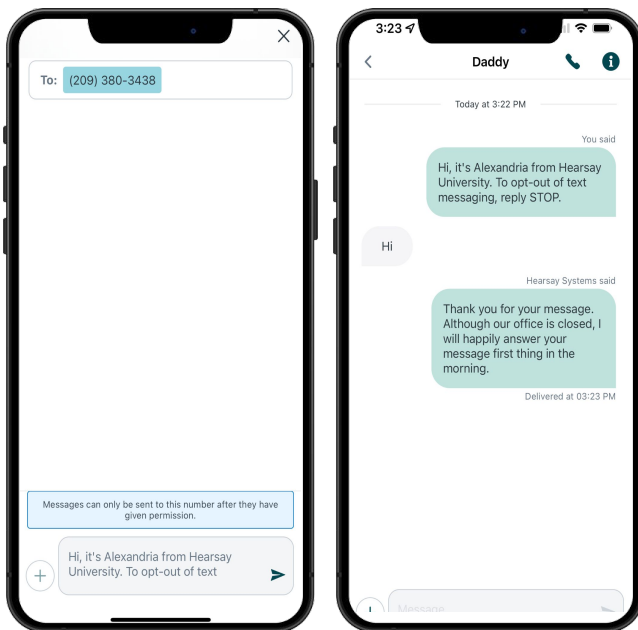 To: (209) 380-3438
Messages can only be sent to this number after they have
given permission.
Hi, it's Alexandria from Hearsay
University. To opt-out of text
3:23
Daddy
Today at 3:22 PM
You said
Hi, it's Alexandria from Hearsay
University. To opt-out of text
messaging, reply STOP.
Hi
Hearsay Systems said
Thank you for your message.
Although our office is closed, I
will happily answer your
message first thing in the
morning.
Delivered at 03:23 PM
Message